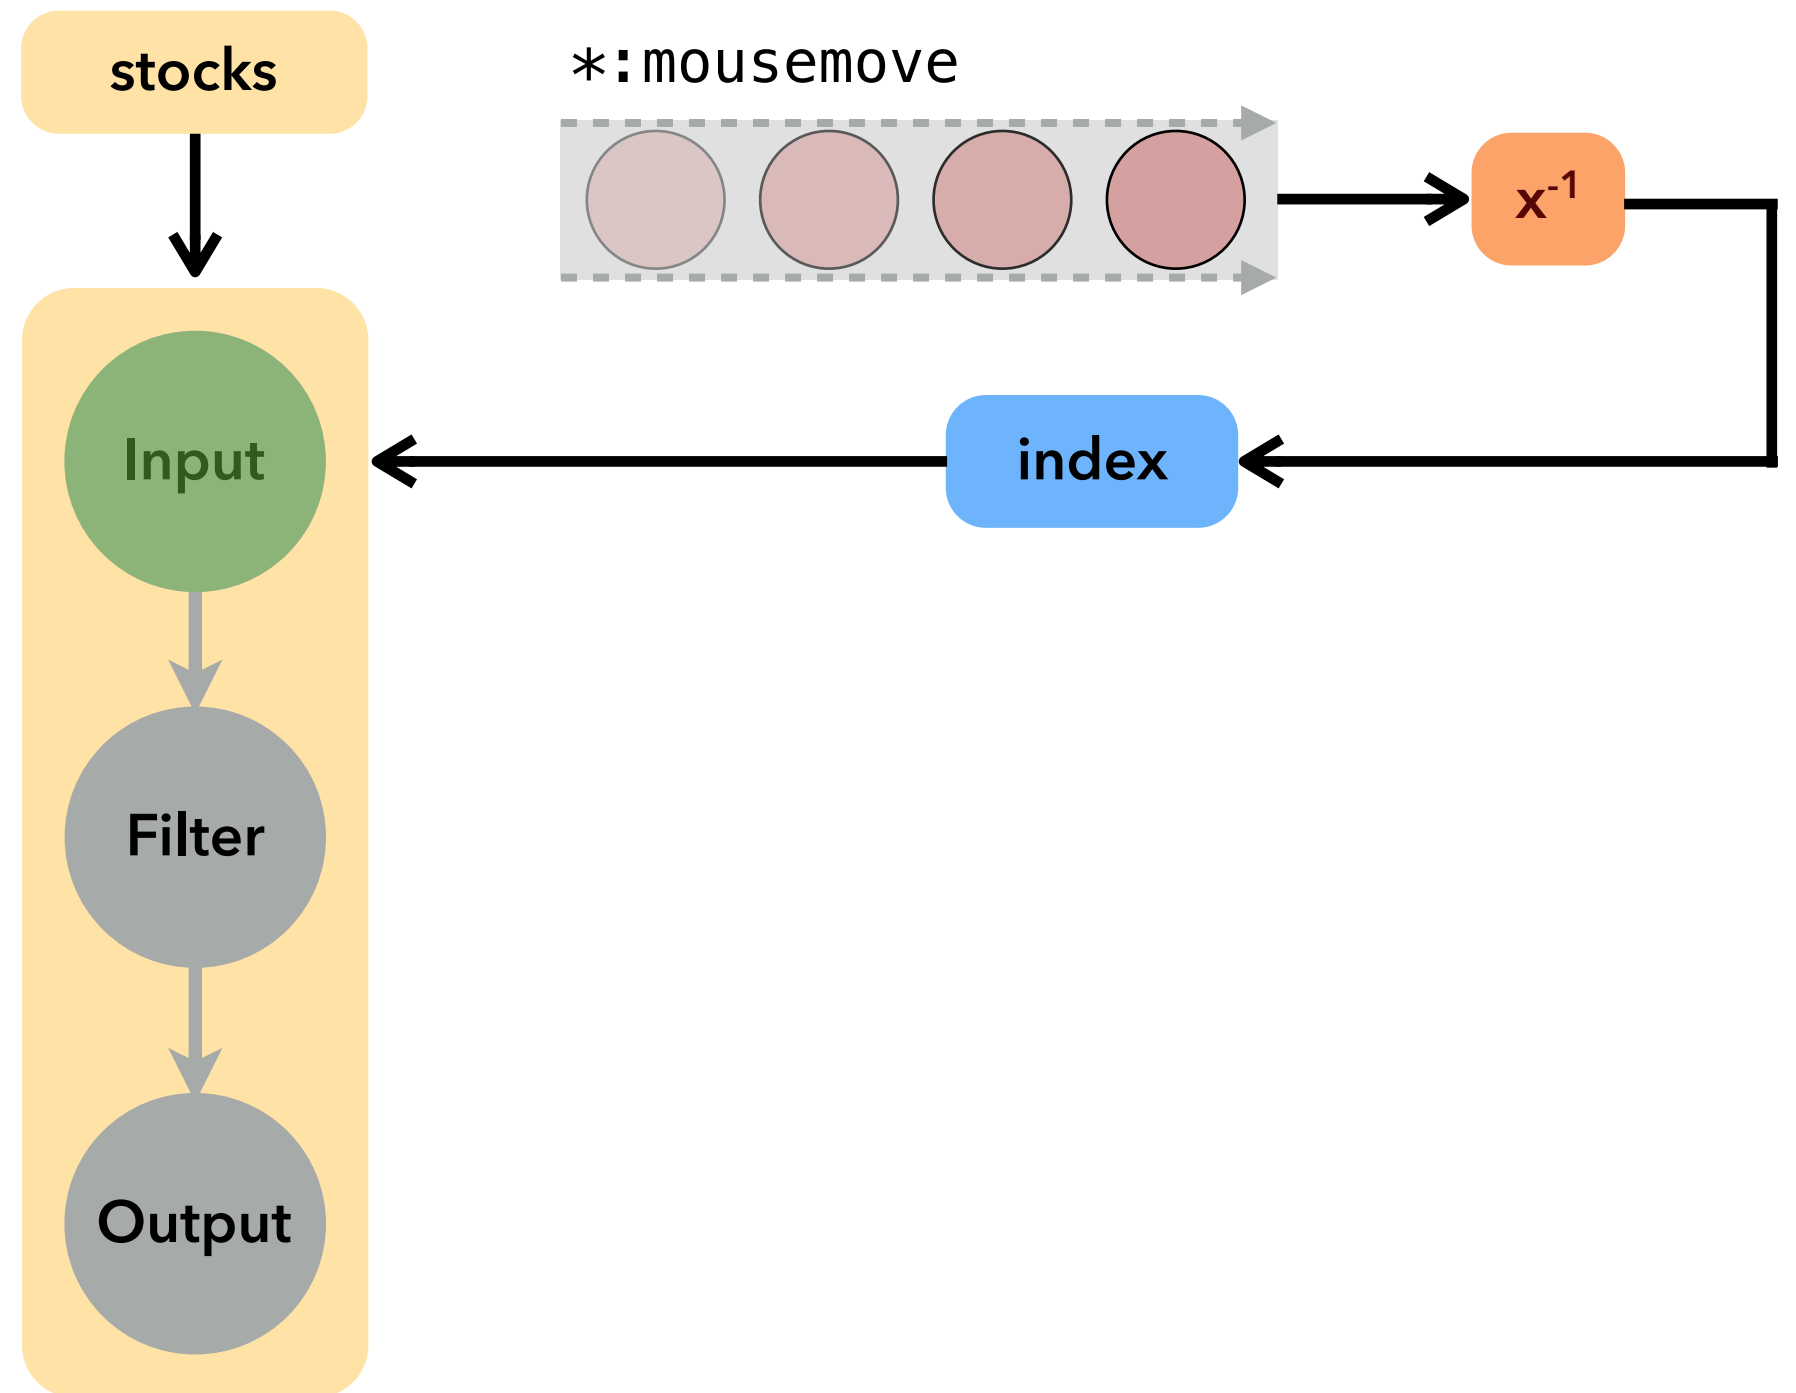 stocks
*:mousemove
x⁻¹
Input
index
Filter
Output